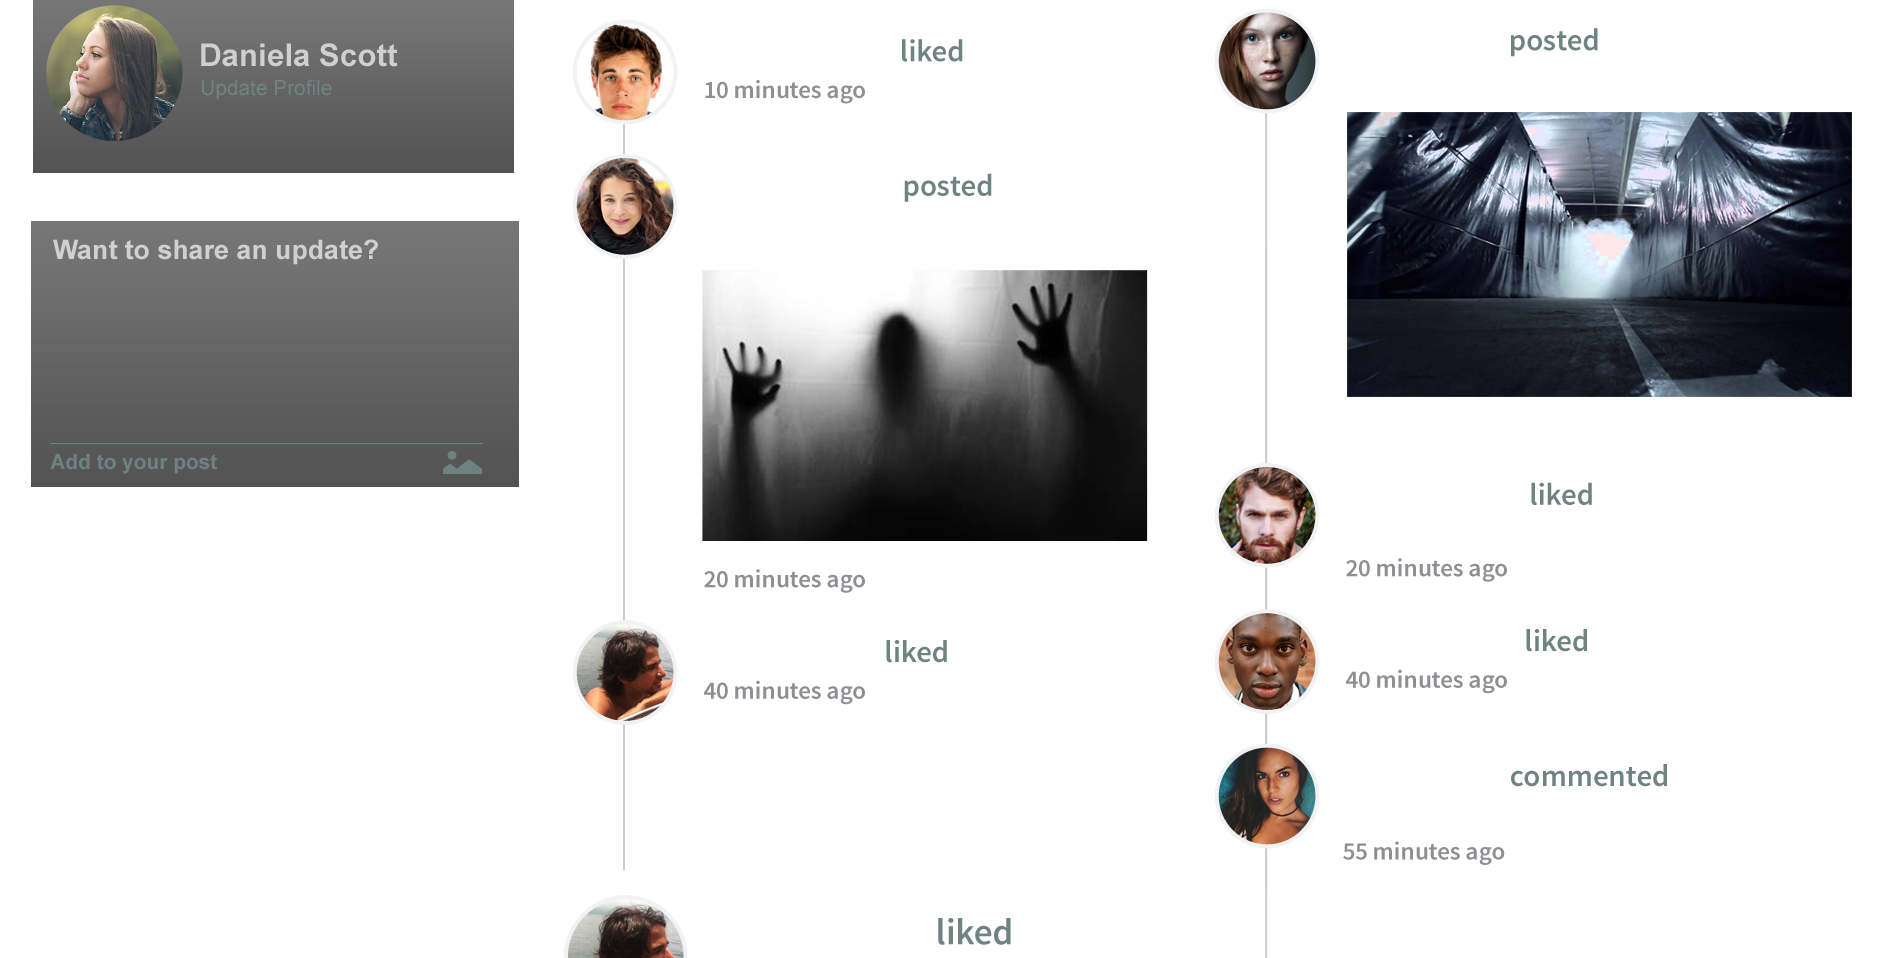 Daniela Scott
Update Profile
Want to share an update?
Add to your post
liked
10 minutes ago
posted
20 minutes ago
liked
40 minutes ago
liked
posted
liked
20 minutes ago
liked
40 minutes ago
commented
55 minutes ago